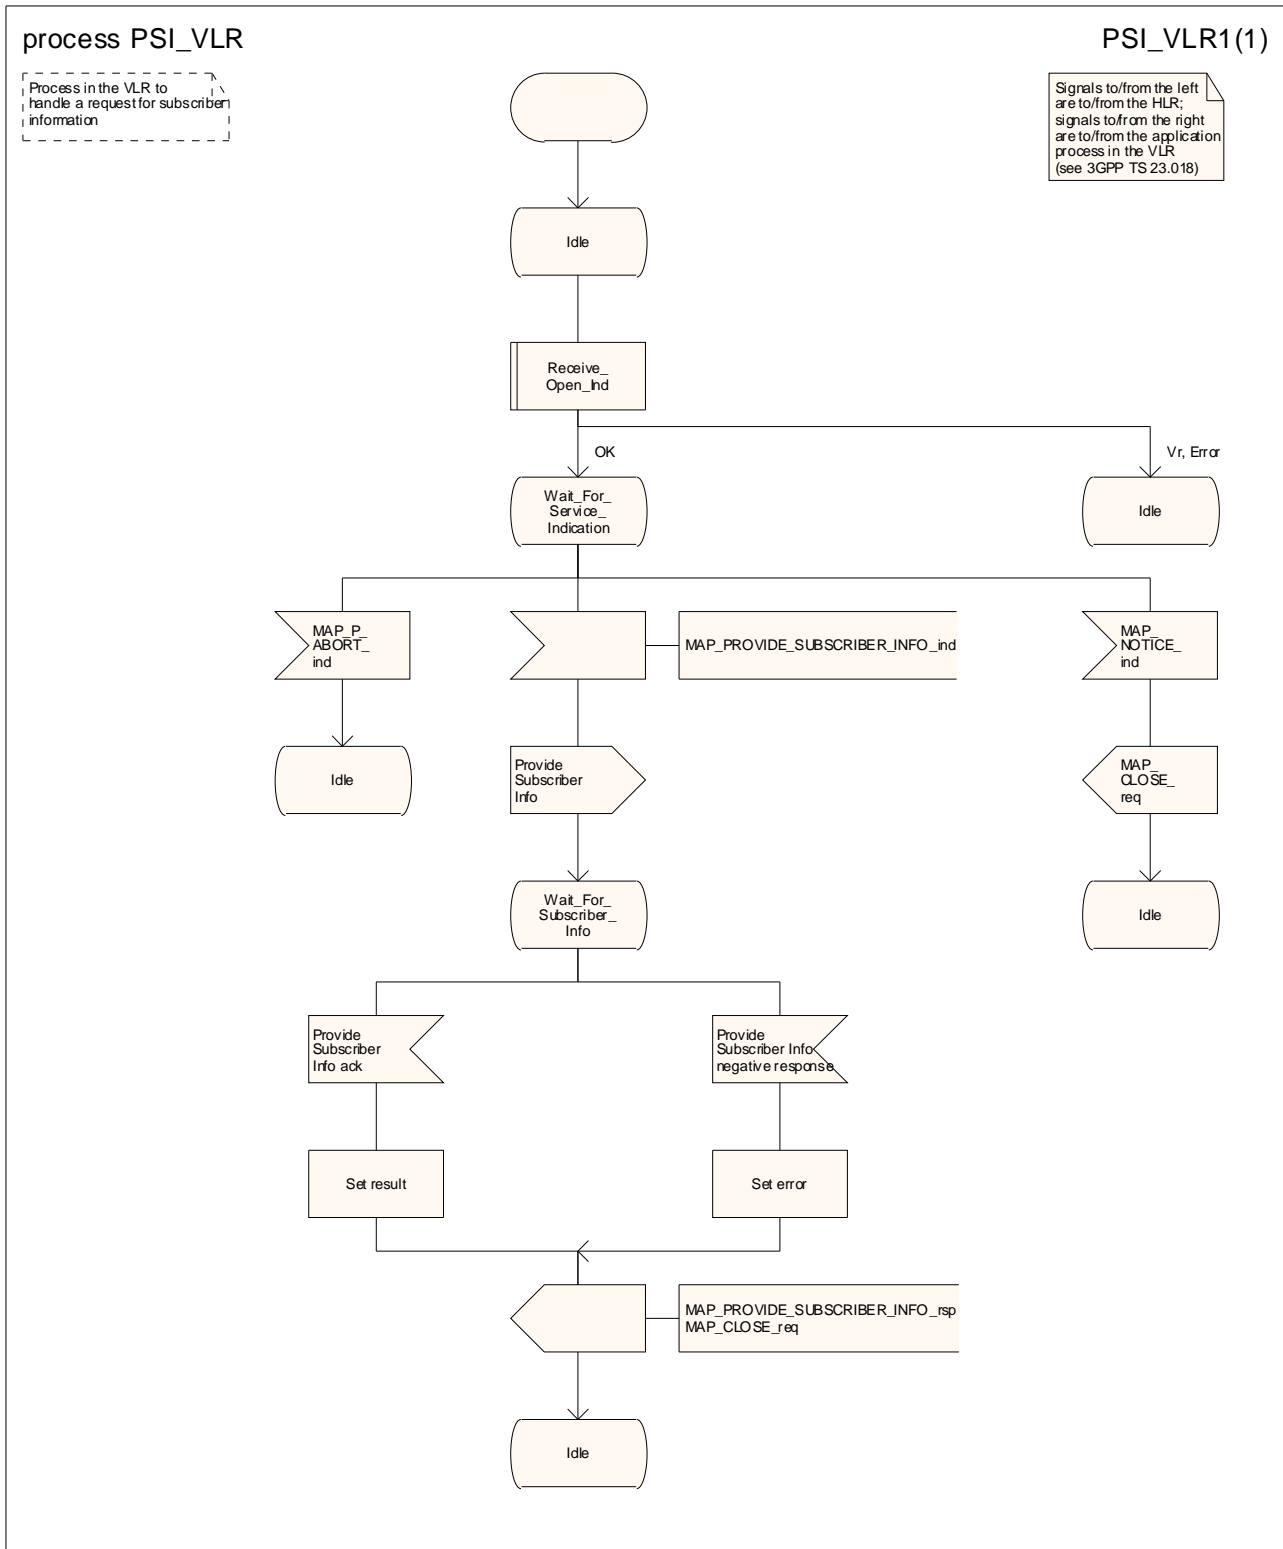 process PSI_VLR
PSI_VLR1(1)
Process in the VLR to
handle a request for subscriber
information
Signals to/from the left
are to/from the HLR;
signals to/from the right
are to/from the application
process in the VLR
(see 3GPP TS 23.018)
Idle
Receive_
Open_Ind
OK
Vr, Error
Wait_For_
Service_
Indication
Idle
MAP_P_
ABORT_
ind
MAP_PROVIDE_SUBSCRIBER_INFO_ind
MAP_
NOTICE_
ind
Idle
Provide
Subscriber
Info
MAP_
CLOSE_
req
Wait_For_
Subscriber_
Info
Idle
Provide
Subscriber
Info ack
Provide
Subscriber Info
negative response
Set result
Set error
MAP_PROVIDE_SUBSCRIBER_INFO_rsp
MAP_CLOSE_req
Idle